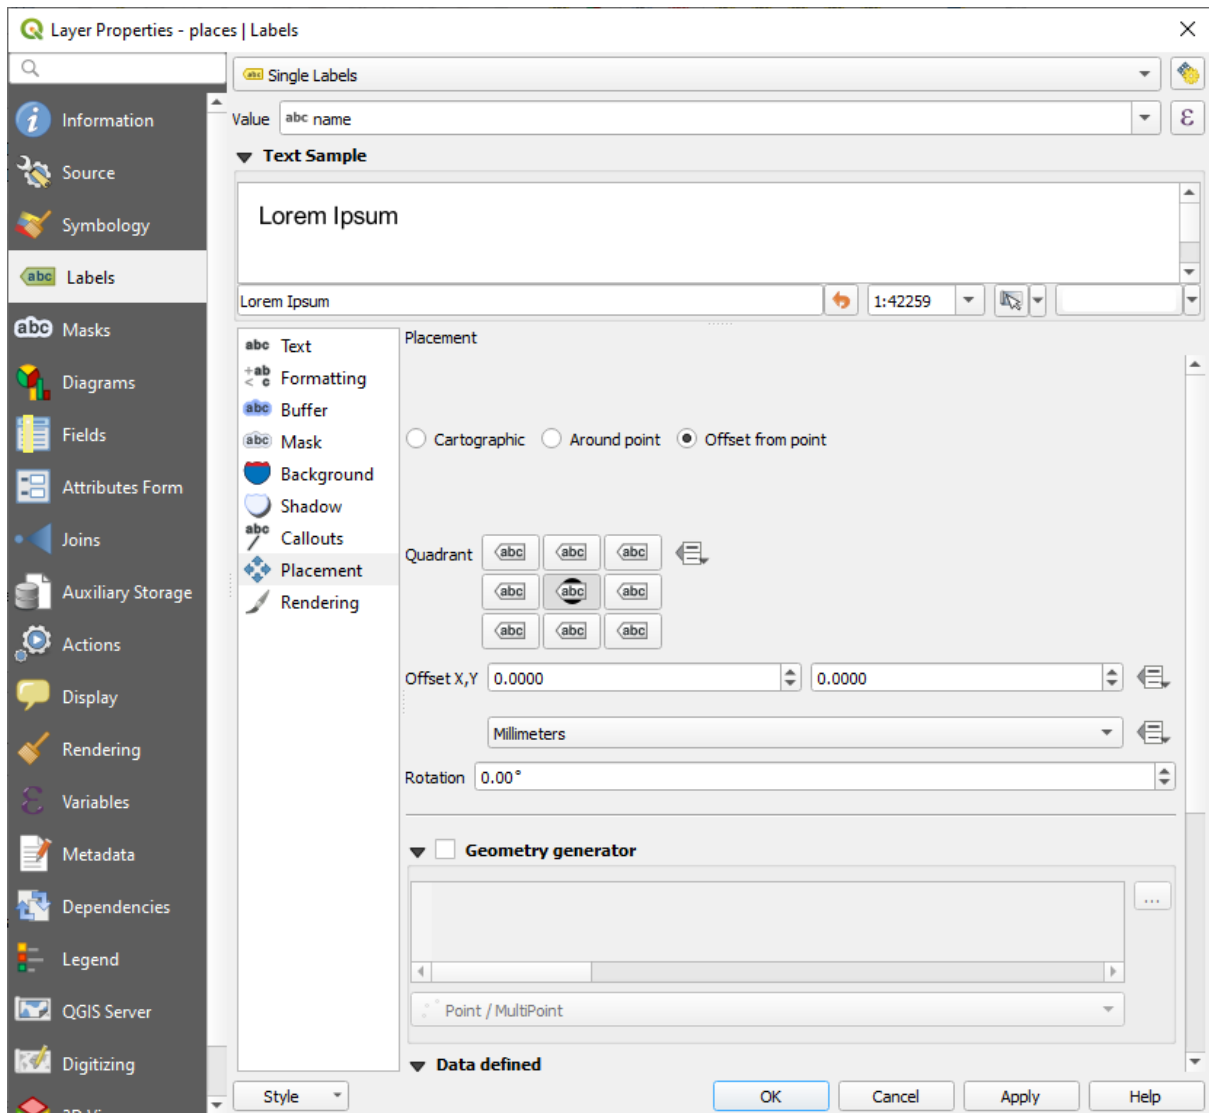 Layer Properties - places | Labels
Single Labels
Information
Source
Symbology
abc Labels
abc Masks
Diagrams
Fields
Attributes Form
Joins
Auxiliary Storage
Actions
Display
Rendering
Variables
Metadata
Dependencies
Legend
QGIS Server
Digitizing
Value abc name ε
Text Sample
Lorem Ipsum
Lorem Ipsum 1:42259
abc Text
+ab < c Formatting
abc Buffer
abc Mask
Background
Shadow
abc Callouts
Placement
Rendering
Placement
Cartographic Around point Offset from point
Quadrant abc abc abc
abc abc abc
abc abc abc
Offset X,Y 0.0000 0.0000
Millimeters
Rotation 0.00°
Geometry generator
...
Point / MultiPoint
Data defined
Style OK Cancel Apply Help